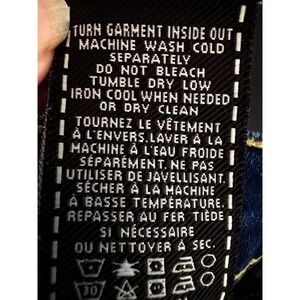 TURN GARMENT INSIDE OUT
MACHINE WASH COLD
SEPARATELY
DO NOT BLEACH
TUMBLE DRY LOW
IRON COOL WHEN NEEDED
OR DRY CLEAN
TOURNEZ LE VÊTEMENT
À L'ENVERS.LAVER À LA
MACHINE À L'EAU FROIDE
SÉPARÉMENT. NE PAS
UTILISER DE JAVELLISANT.
SÉCHER À LA MACHINE
À BASSE TEMPÉRATURE.
REPASSER AU FER TIÈDE
SI NÉCESSAIRE
OU NETTOYER À SEC.
30